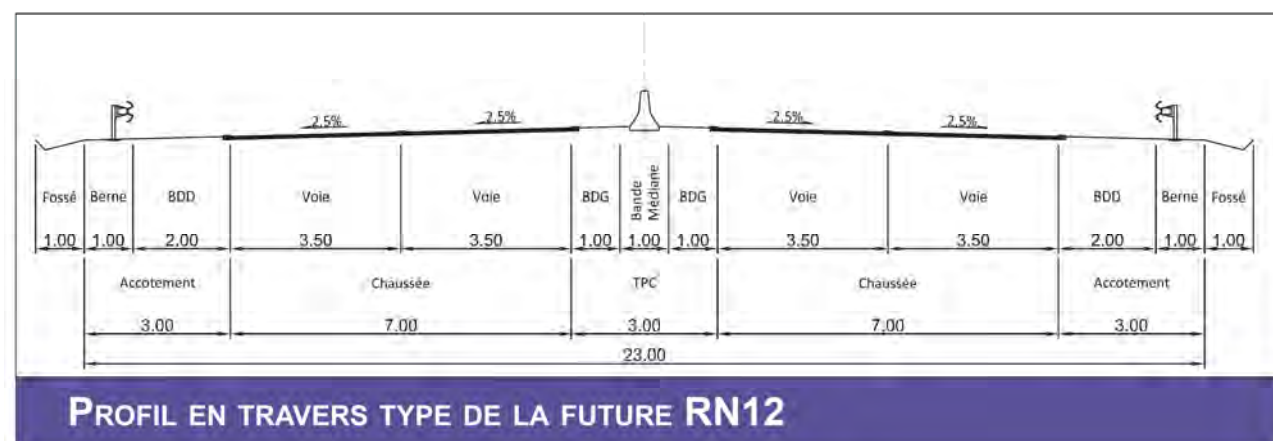 2.5% 2.5% 2.5% 2.5%
Fossé Berne BDD Voie Voie BDG Bande Médiane BDG Voie Voie BDD Berne Fossé
1.00 1.00 2.00 3.50 3.50 1.00 1.00 1.00 3.50 3.50 2.00 1.00 1.00
Accotement Chaussée TPC Chaussée Accotement
3.00 7.00 3.00 7.00 3.00
23.00
PROFIL EN TRAVERS TYPE DE LA FUTURE RN12